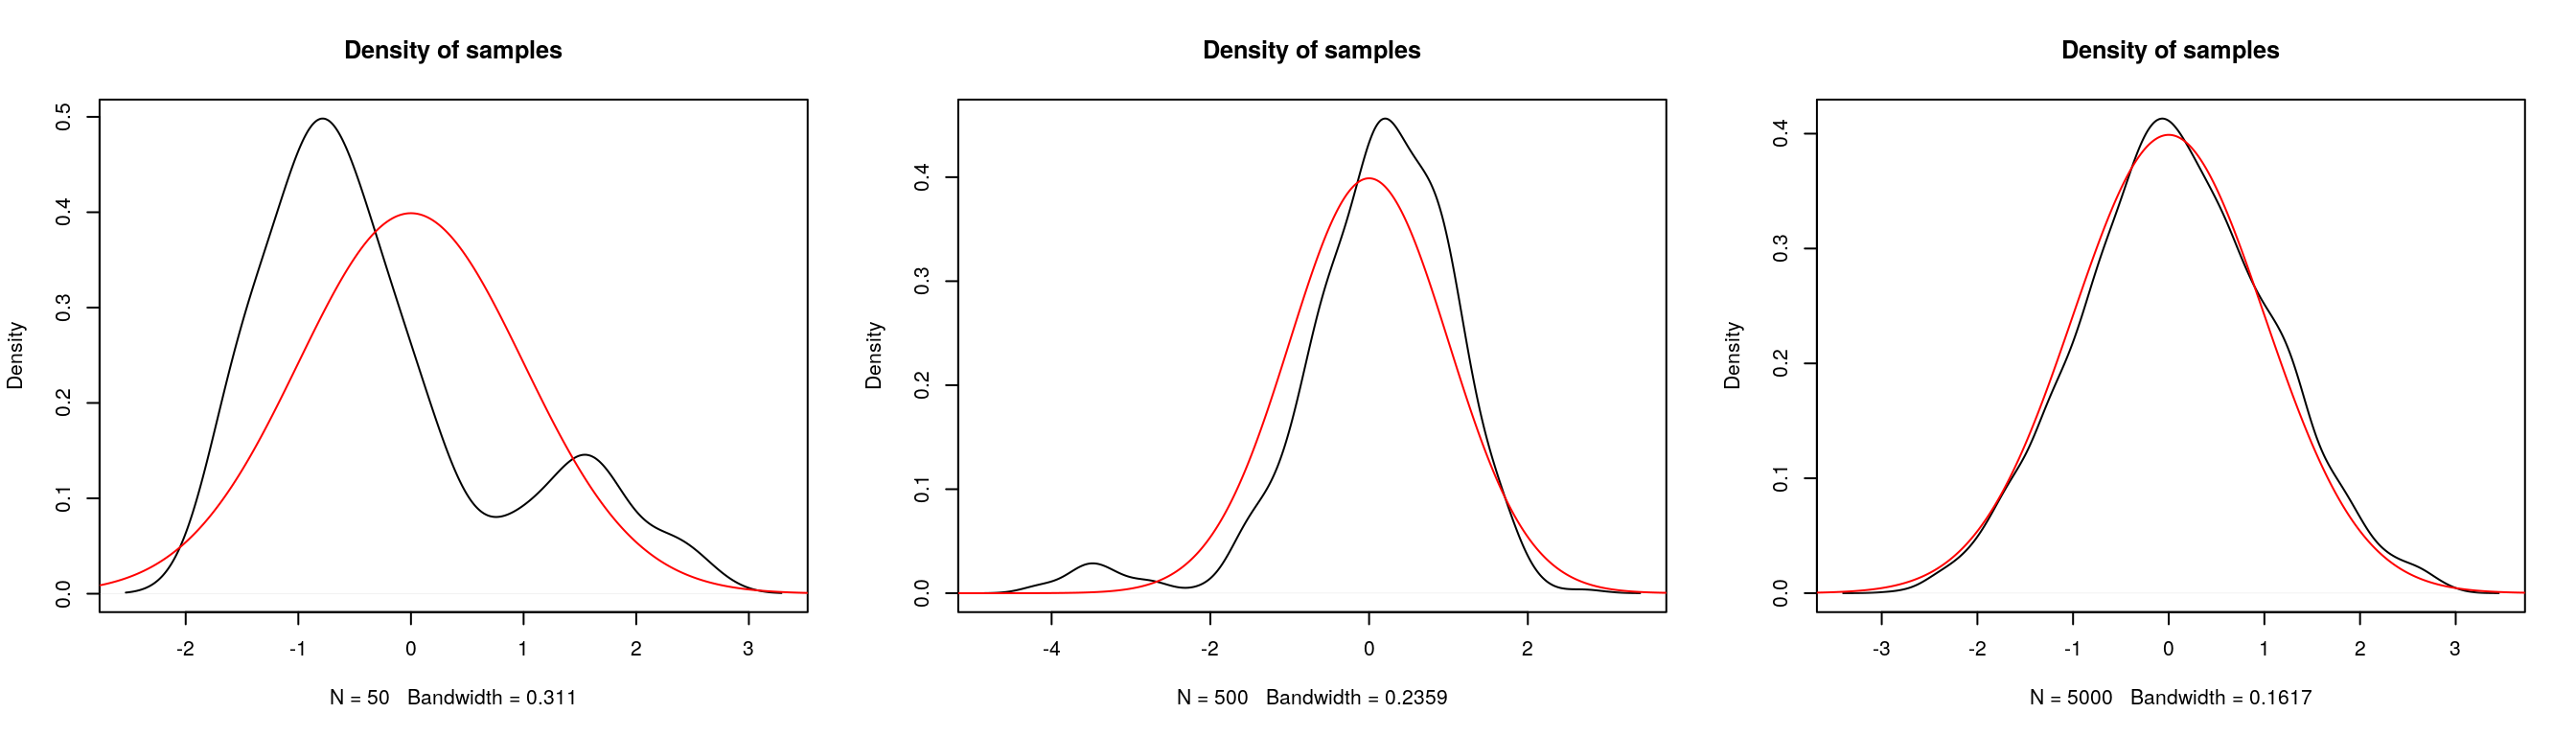 Density of samples
Density
0.0 0.1 0.2 0.3 0.4 0.5
-2 -1 0 1 2 3
N = 50 Bandwidth = 0.311
Density of samples
Density
0.0 0.1 0.2 0.3 0.4
-4 -2 0 2
N = 500 Bandwidth = 0.2359
Density of samples
Density
0.0 0.1 0.2 0.3 0.4
-3 -2 -1 0 1 2 3
N = 5000 Bandwidth = 0.1617